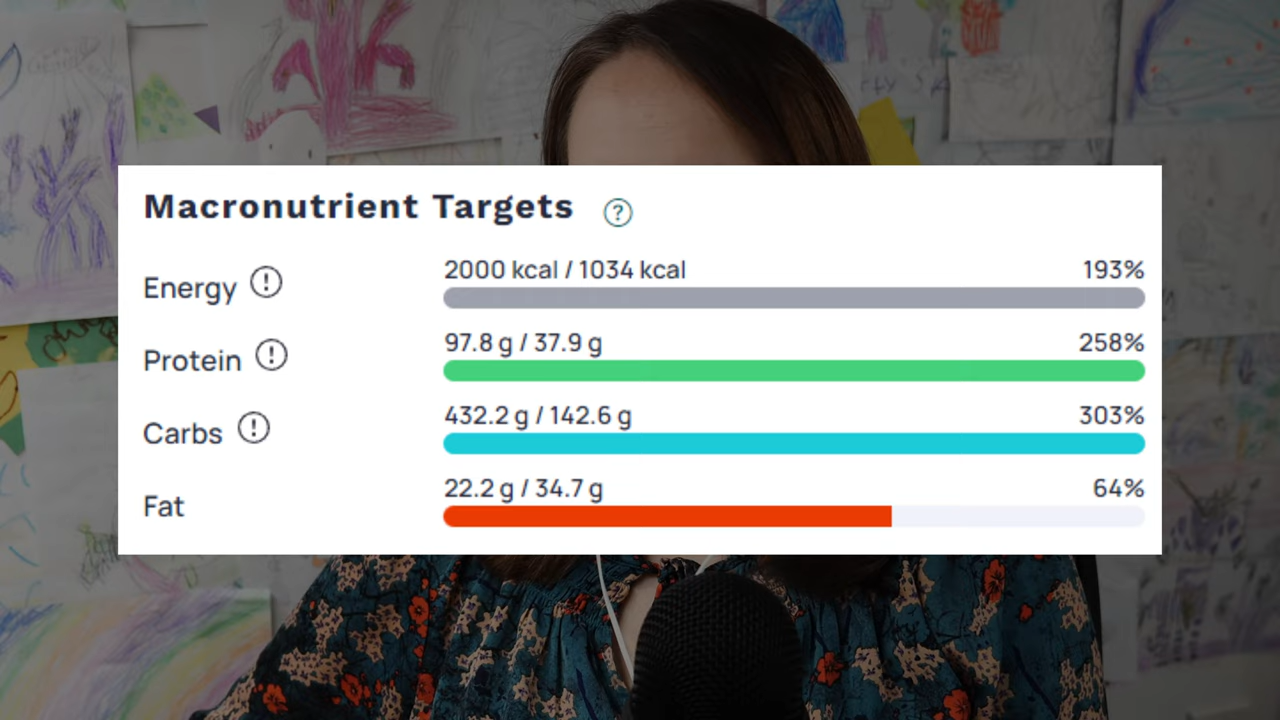 Macronutrient Targets ?
Energy ! 2000 kcal / 1034 kcal 193%
Protein ! 97.8 g / 37.9 g 258%
Carbs ! 432.2 g / 142.6 g 303%
Fat 22.2 g / 34.7 g 64%